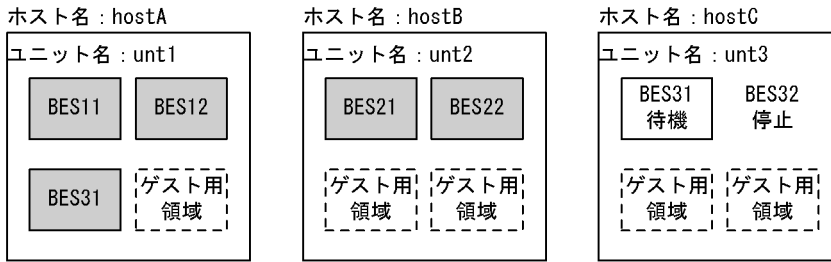 ホスト名：hostA
ユニット名：unt1
BES11
BES12
BES31
ゲスト用
領域
ホスト名：hostB
ユニット名：unt2
BES21
BES22
ゲスト用
領域
ゲスト用
領域
ホスト名：hostC
ユニット名：unt3
BES31
待機
BES32
停止
ゲスト用
領域
ゲスト用
領域